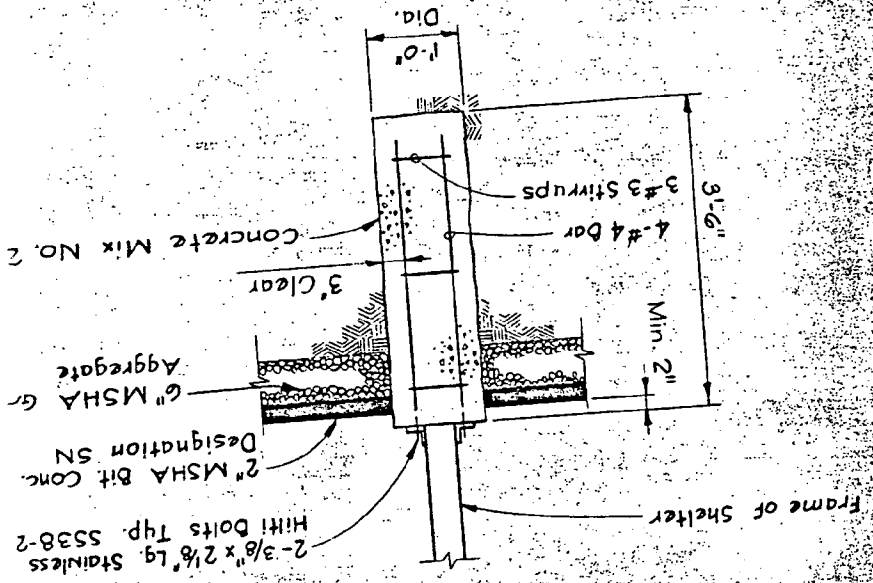 Frame of Shelter
2-3/8" x 2 1/8" Lg. Stainless
Hilti Bolts Typ. SS38-2
2" MSHA Bit. Conc.
Designation SN
6" MSHA Gr
Aggregate
Min. 2"
3" Clear
3'-6"
4-#4 Bar
3-#3 Stirrups
Concrete Mix No. 2
1'-0"
Dia.